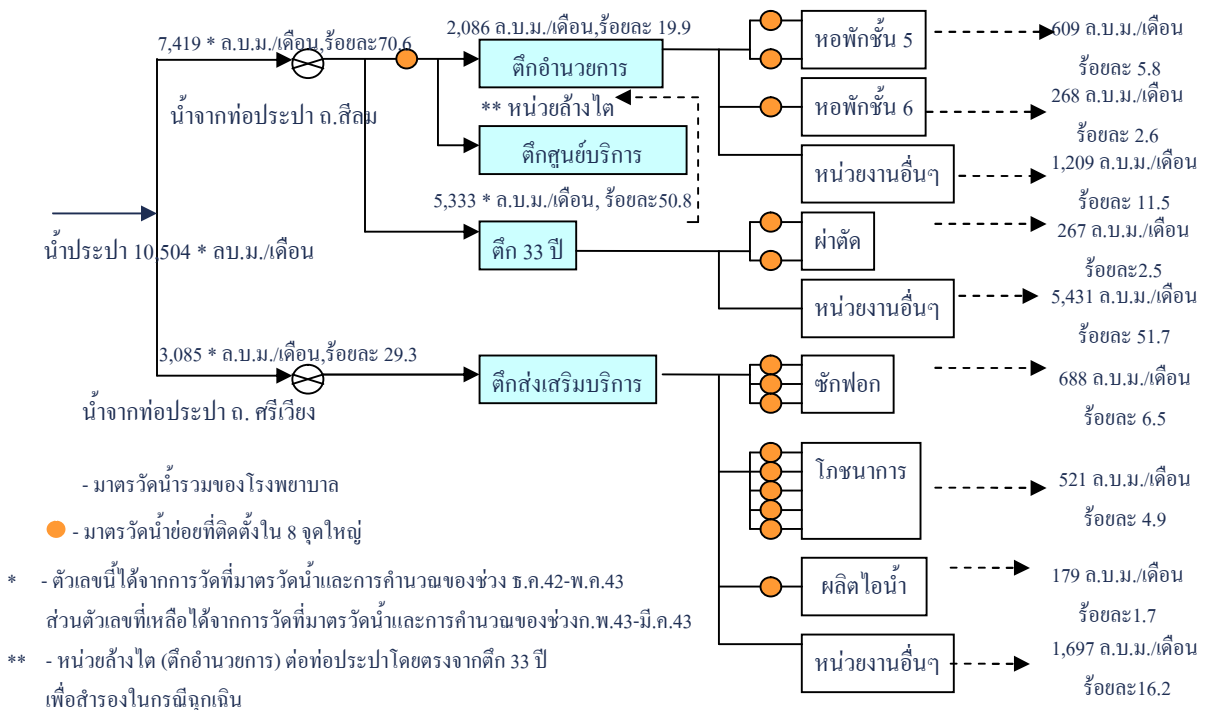 7,419 * ล.บ.ม./เดือน,ร้อยละ70.6
2,086 ล.บ.ม./เดือน,ร้อยละ 19.9
น้ำจากท่อประปา ถ.สีลม
ตึกอำนวยการ
** หน่วยล้างไต
ตึกศูนย์บริการ
5,333 * ล.บ.ม./เดือน, ร้อยละ50.8
ตึก 33 ปี
น้ำประปา 10,504 * ลบ.ม./เดือน
3,085 * ล.บ.ม./เดือน,ร้อยละ 29.3
น้ำจากท่อประปา ถ. ศรีเวียง
ตึกส่งเสริมบริการ
หอพักชั้น 5
609 ล.บ.ม./เดือน
ร้อยละ 5.8
หอพักชั้น 6
268 ล.บ.ม./เดือน
ร้อยละ 2.6
หน่วยงานอื่นๆ
1,209 ล.บ.ม./เดือน
ร้อยละ 11.5
ผ่าตัด
267 ล.บ.ม./เดือน
ร้อยละ2.5
หน่วยงานอื่นๆ
5,431 ล.บ.ม./เดือน
ร้อยละ 51.7
ซักฟอก
688 ล.บ.ม./เดือน
ร้อยละ 6.5
โภชนาการ
521 ล.บ.ม./เดือน
ร้อยละ 4.9
ผลิตไอน้ำ
179 ล.บ.ม./เดือน
ร้อยละ1.7
หน่วยงานอื่นๆ
1,697 ล.บ.ม./เดือน
ร้อยละ16.2
- มาตรวัดน้ำรวมของโรงพยาบาล
- มาตรวัดน้ำย่อยที่ติดตั้งใน 8 จุดใหญ่
* - ตัวเลขนี้ได้จากการวัดที่มาตรวัดน้ำและการคำนวณของช่วง ธ.ค.42-พ.ค.43
ส่วนตัวเลขที่เหลือได้จากการวัดที่มาตรวัดน้ำและการคำนวณของช่วงก.พ.43-มี.ค.43
** - หน่วยล้างไต (ตึกอำนวยการ) ต่อท่อประปาโดยตรงจากตึก 33 ปี
เพื่อสำรองในกรณีฉุกเฉิน